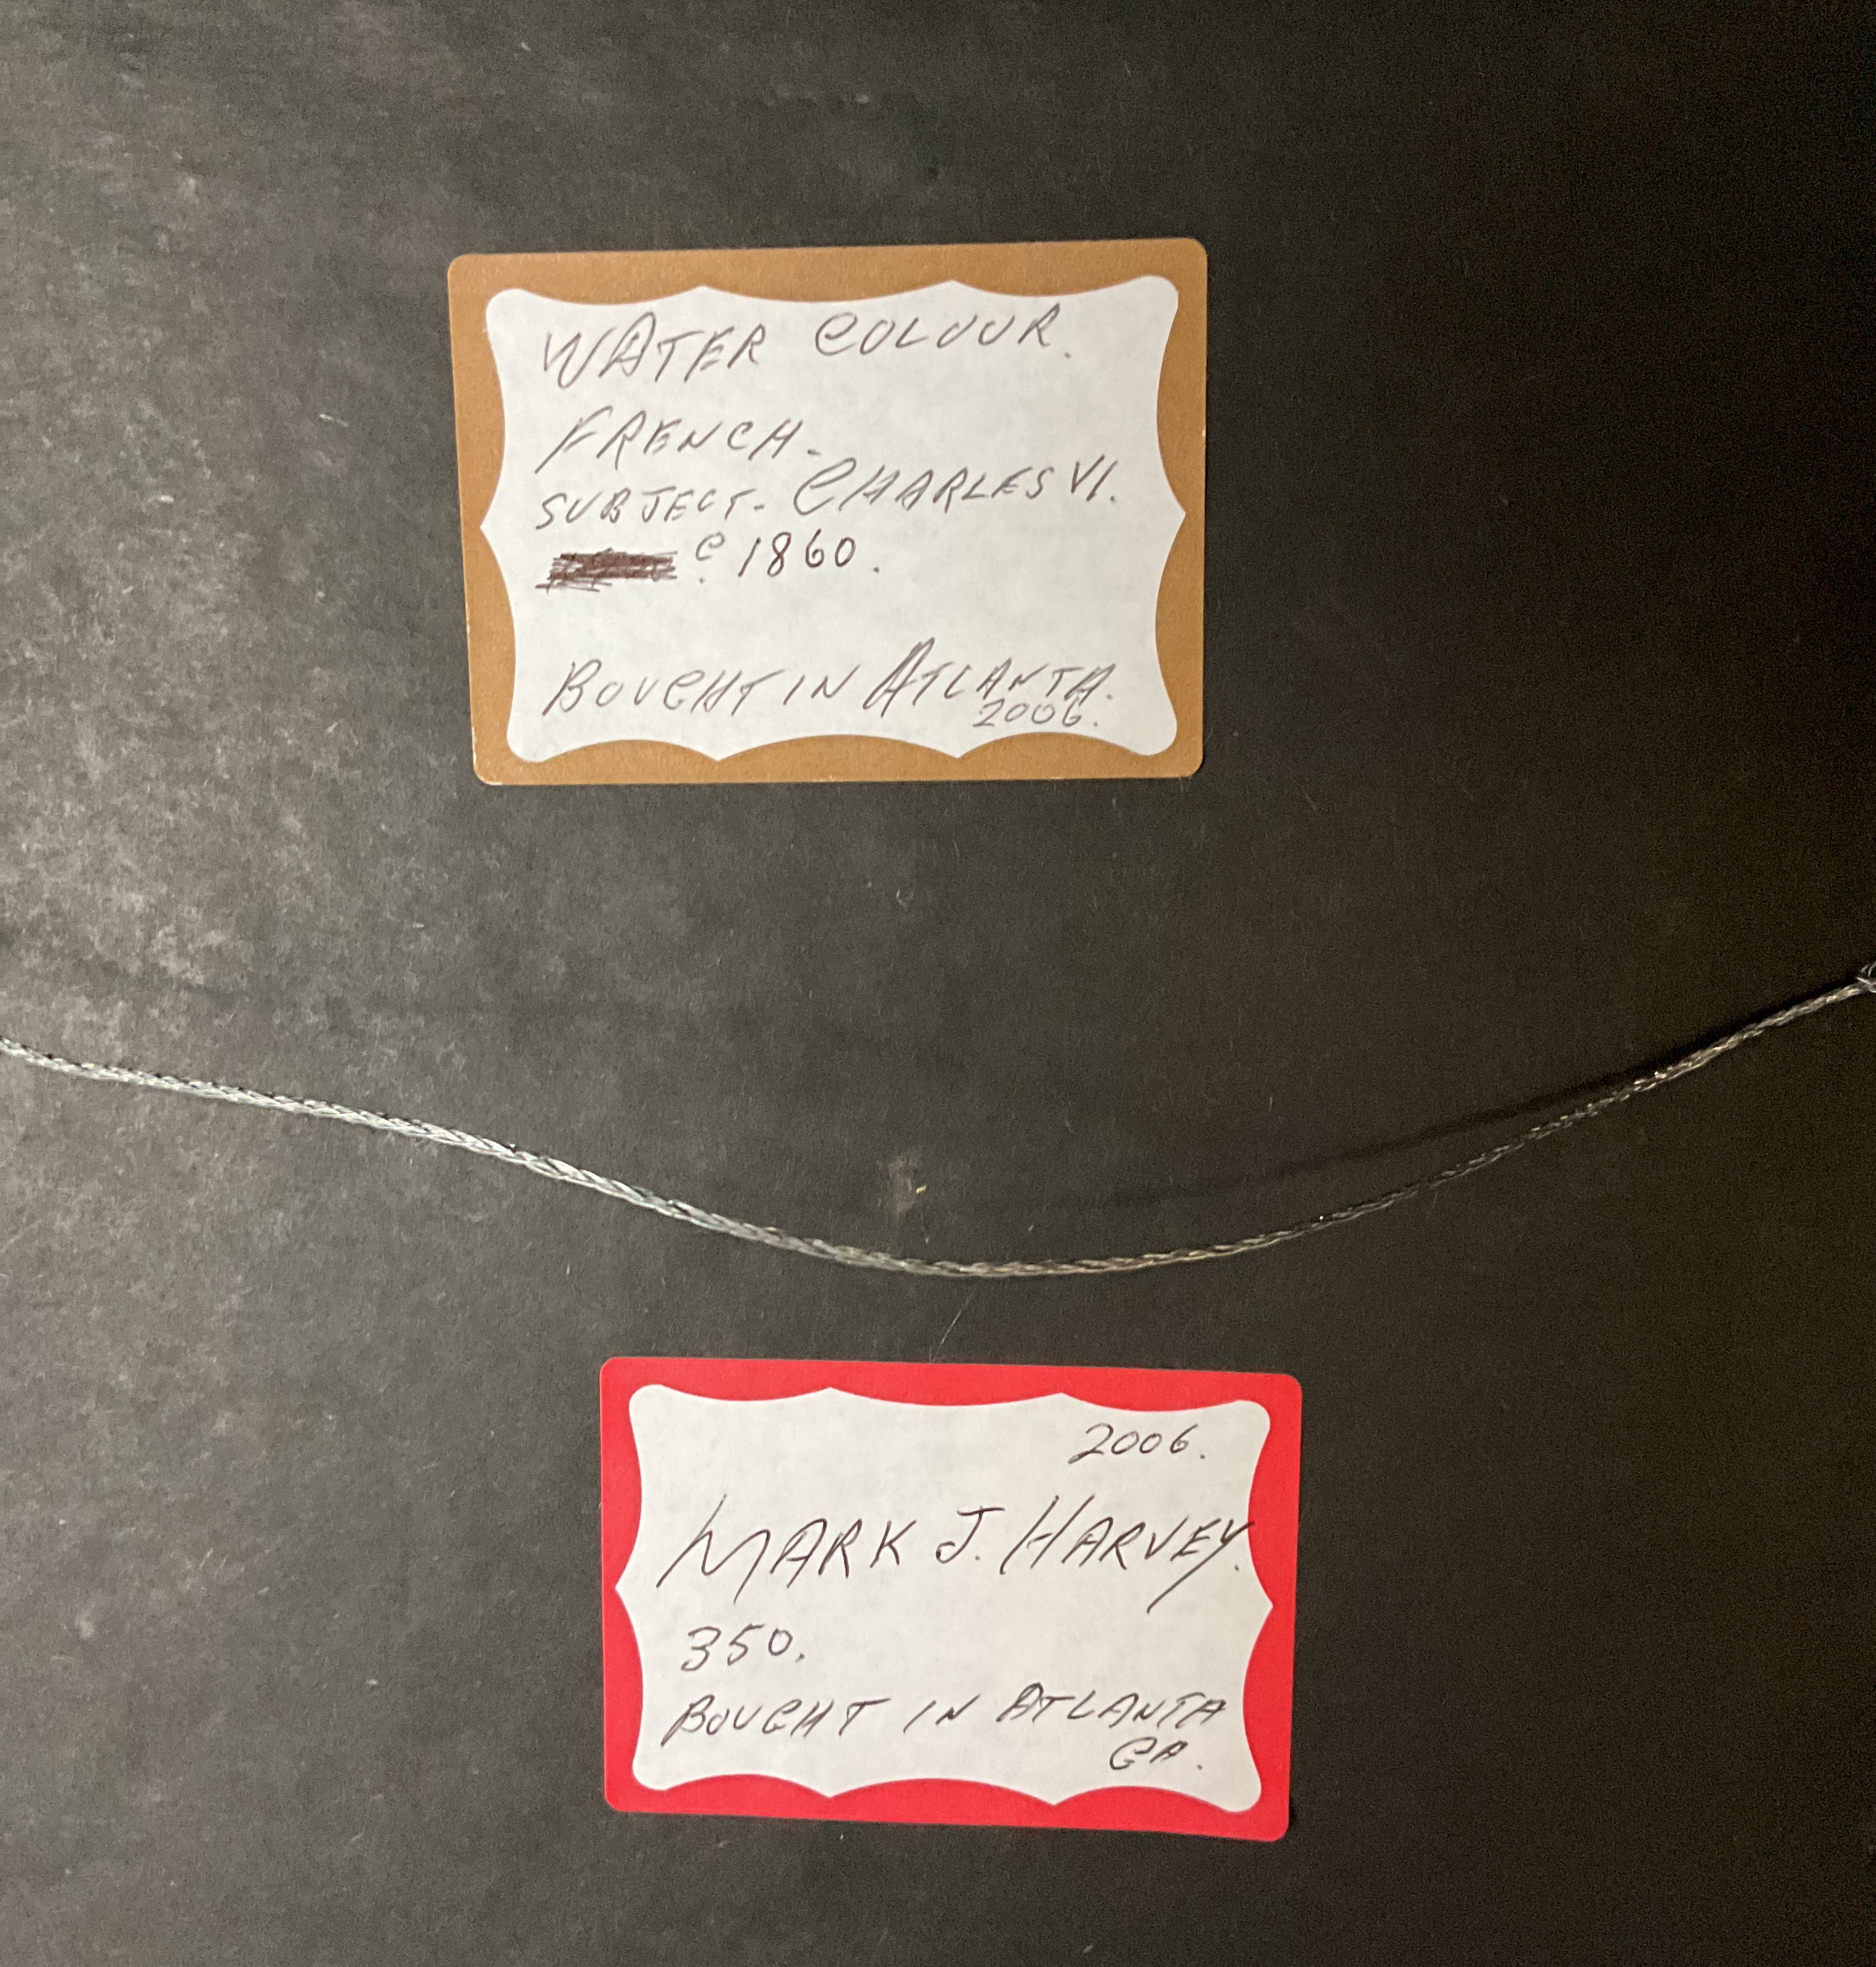 WATER COLOUR.
FRENCH.
SUBJECT- CHARLES VI.
C. 1860.
BOUGHT IN ATLANTA.
2006.
2006.
MARK J. HARVEY.
350.
BOUGHT IN ATLANTA
GA.